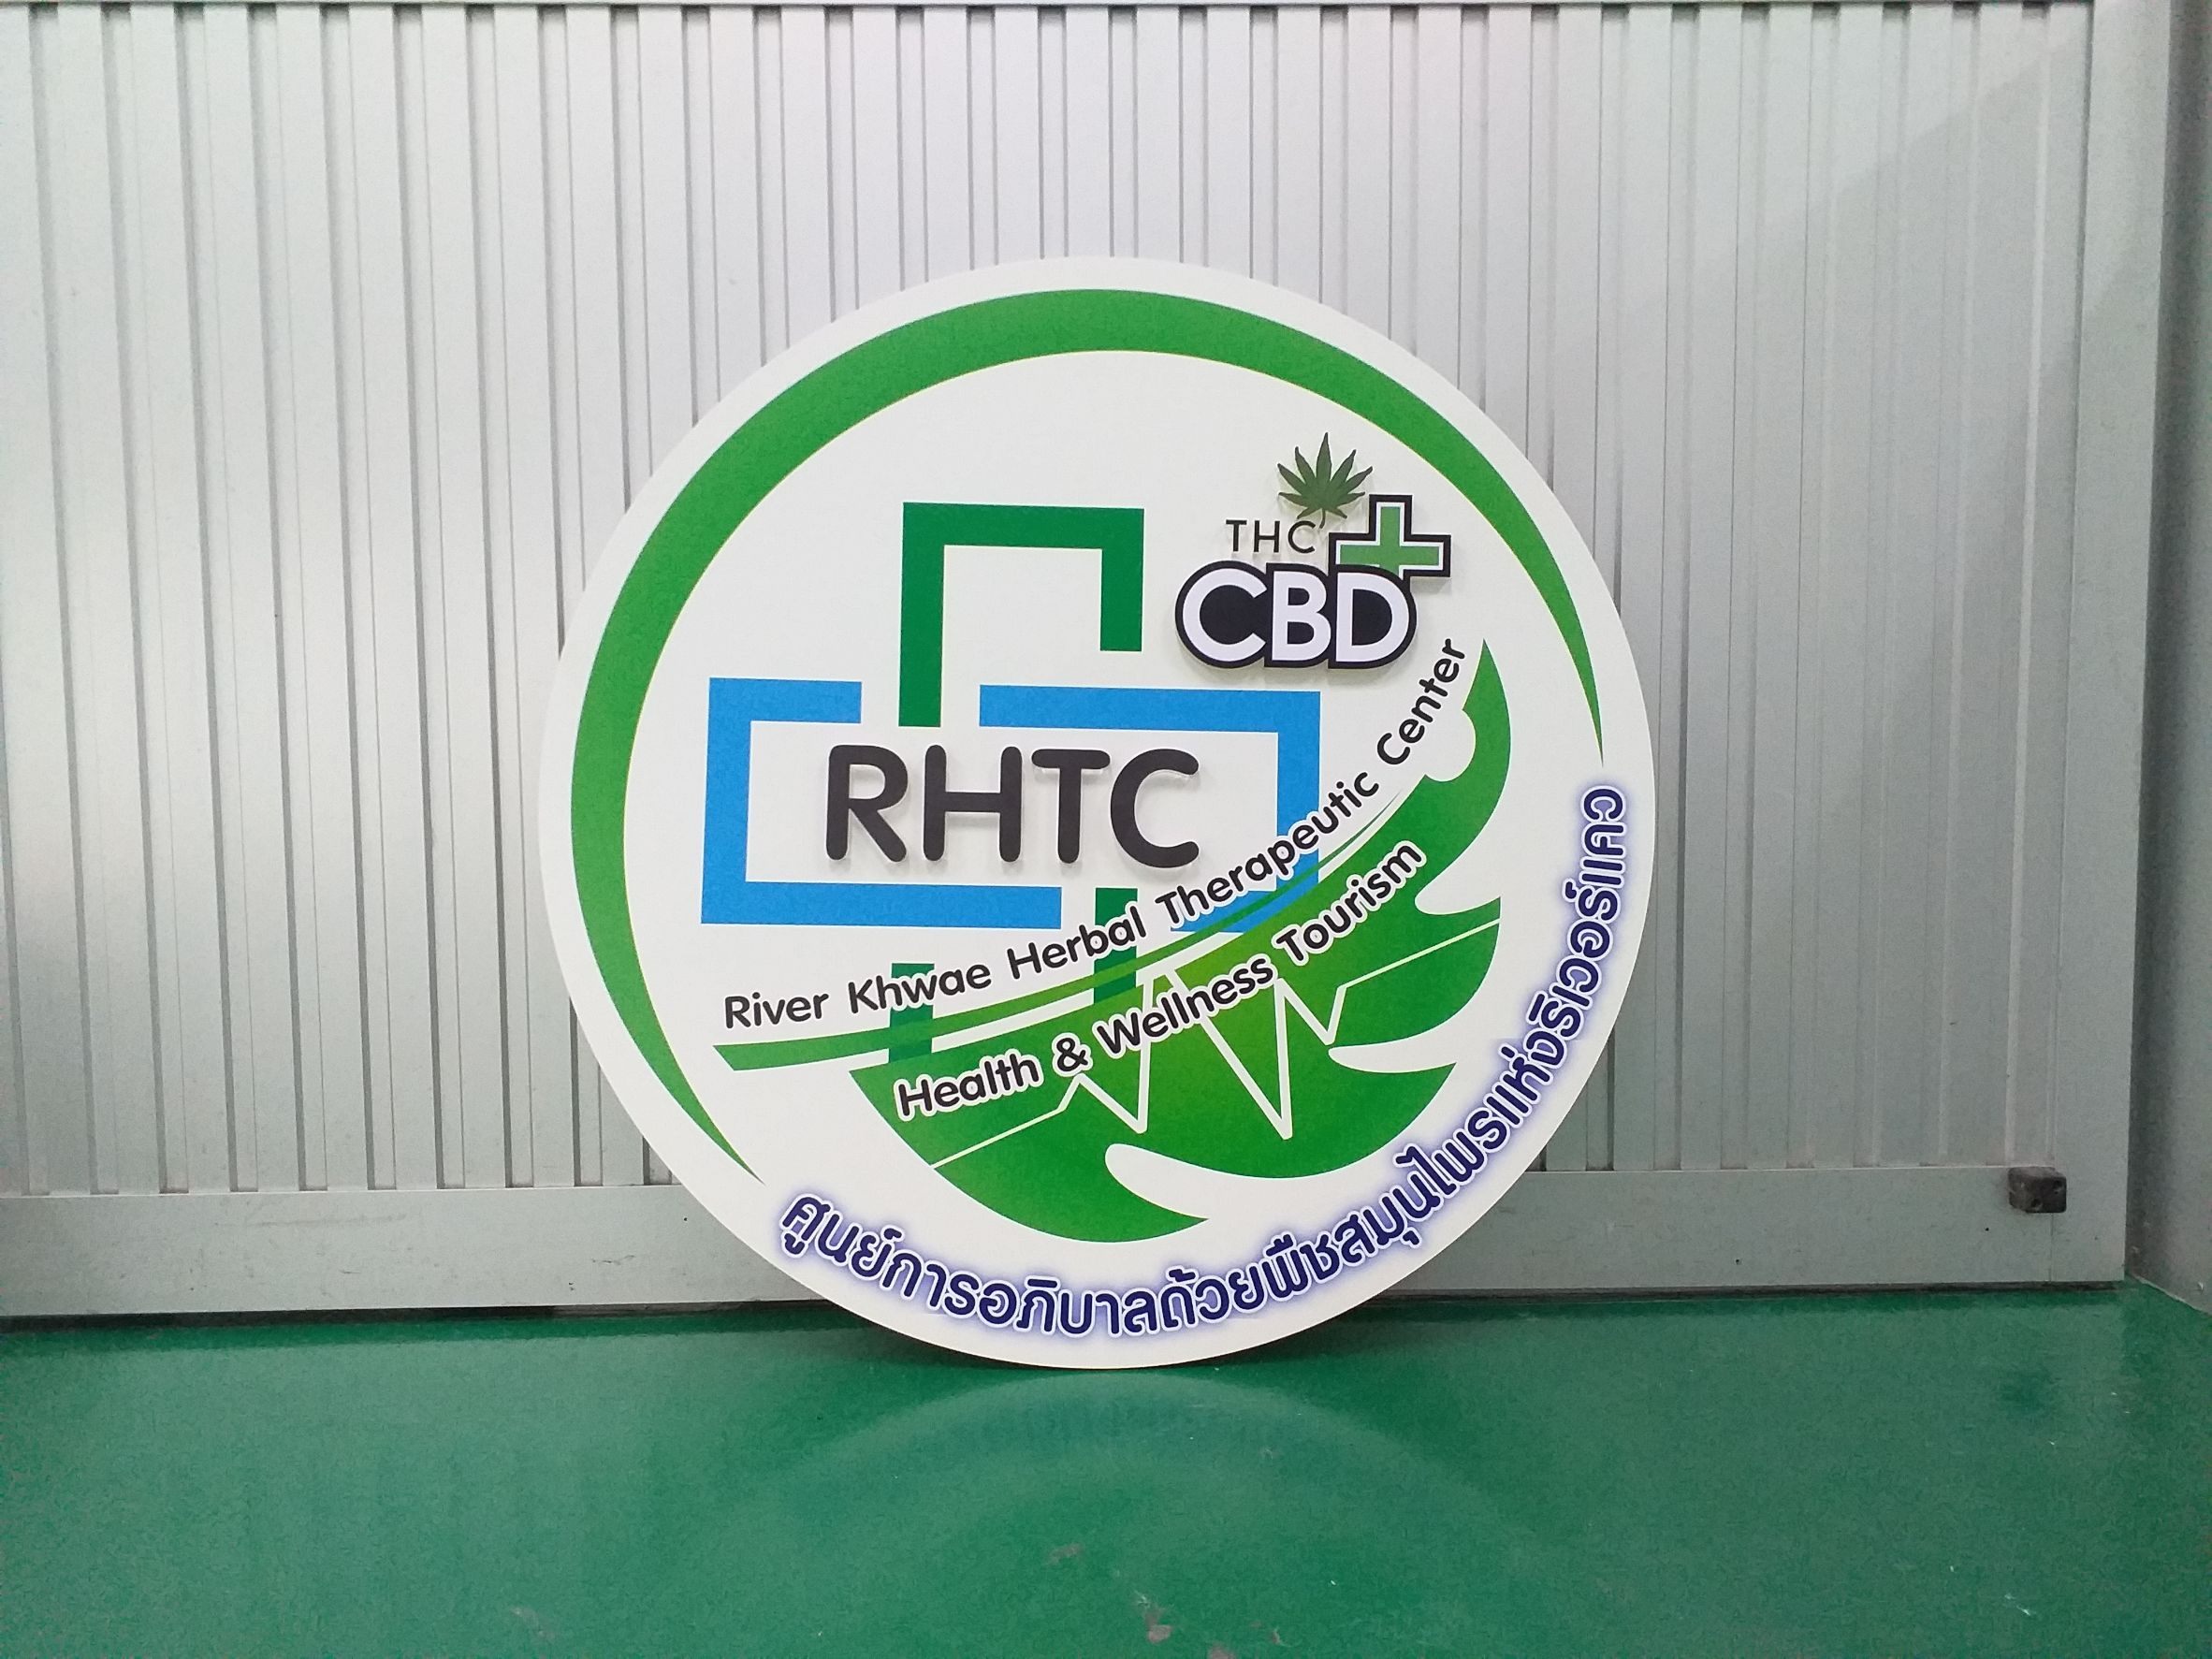 THC
CBD
RHTC
River Khwae Herbal Therapeutic Center
Health & Wellness Tourism
ศูนย์การอภิบาลด้วยพืชสมุนไพรแห่งริเวอร์แคว